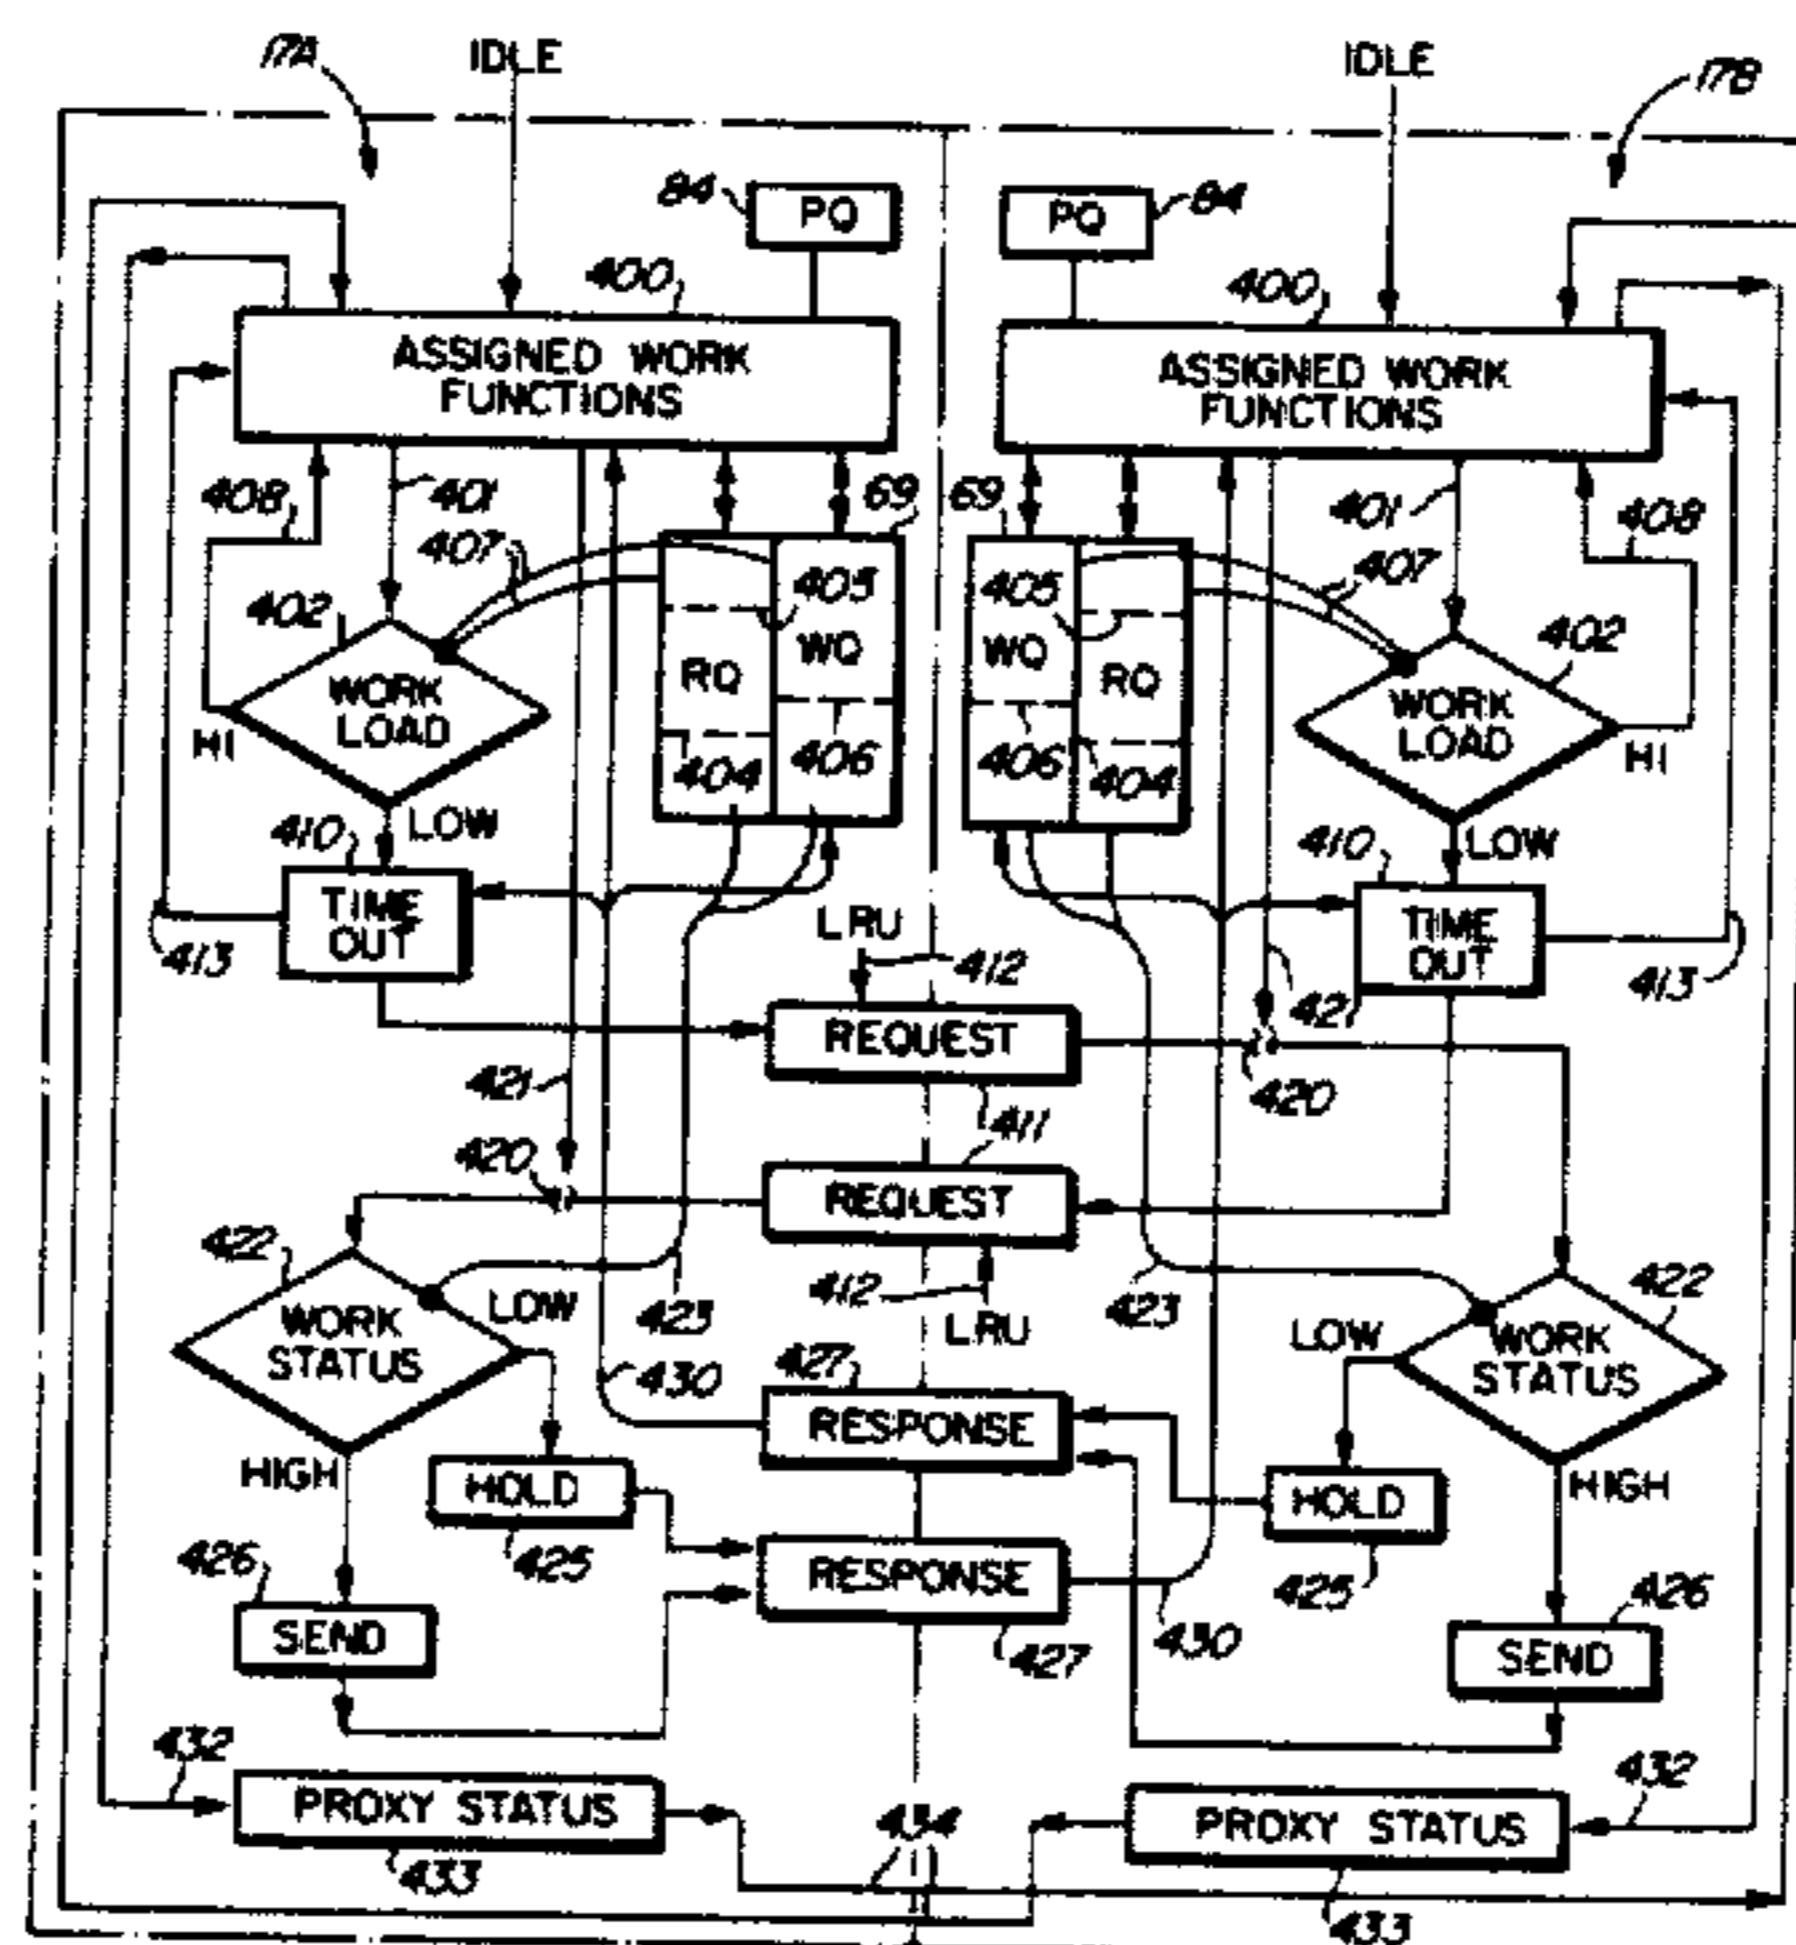 17A
IDLE
IDLE
17B
84
PQ
PQ
84
400
400
ASSIGNED WORK
FUNCTIONS
ASSIGNED WORK
FUNCTIONS
408
401
69
69
401
408
407
407
402
405
405
402
WORK
LOAD
RQ
WQ
WQ
RQ
WORK
LOAD
HI
404
406
406
404
HI
410
LOW
410
LOW
TIME
OUT
LRU
TIME
OUT
413
412
421
413
REQUEST
421
411
420
420
REQUEST
422
412
LRU
422
LOW
423
423
LOW
WORK
STATUS
427
WORK
STATUS
430
RESPONSE
HIGH
HOLD
HOLD
HIGH
426
425
RESPONSE
425
426
SEND
427
430
SEND
432
432
PROXY STATUS
434
PROXY STATUS
433
433